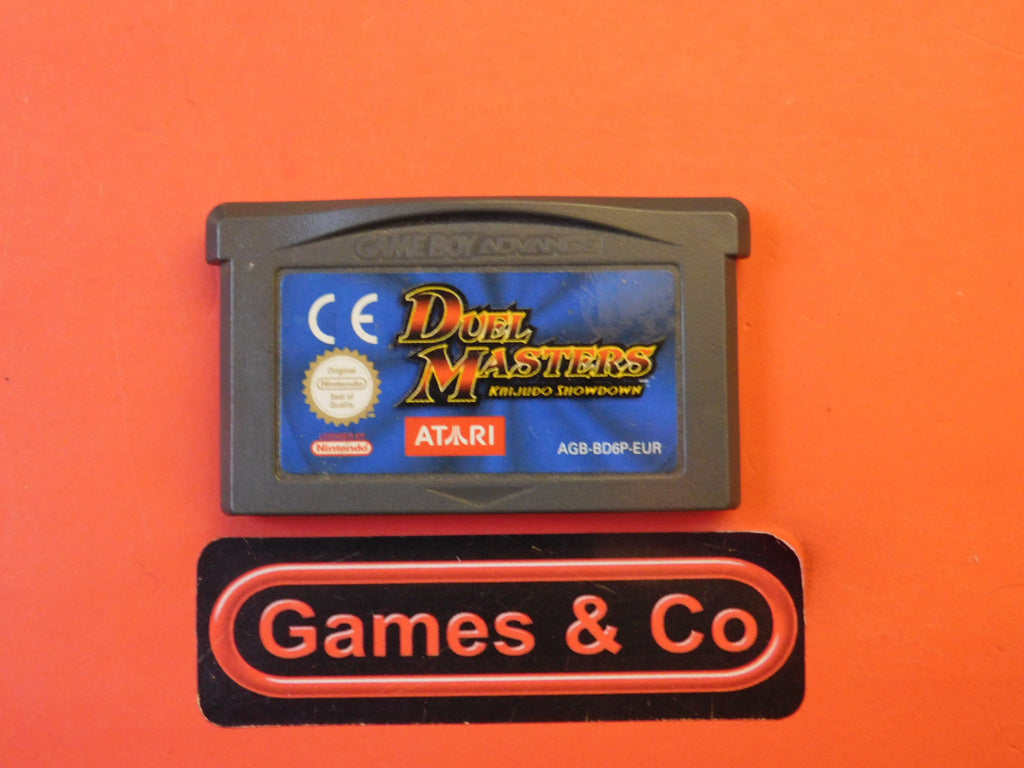 GAME BOY ADVANCE
CE
DUEL
MASTERS
KAIJUDO SHOWDOWN
TM
Original
Nintendo
Seal of
Quality
LICENSED BY
Nintendo
ATARI
AGB-BD6P-EUR
Games & Co